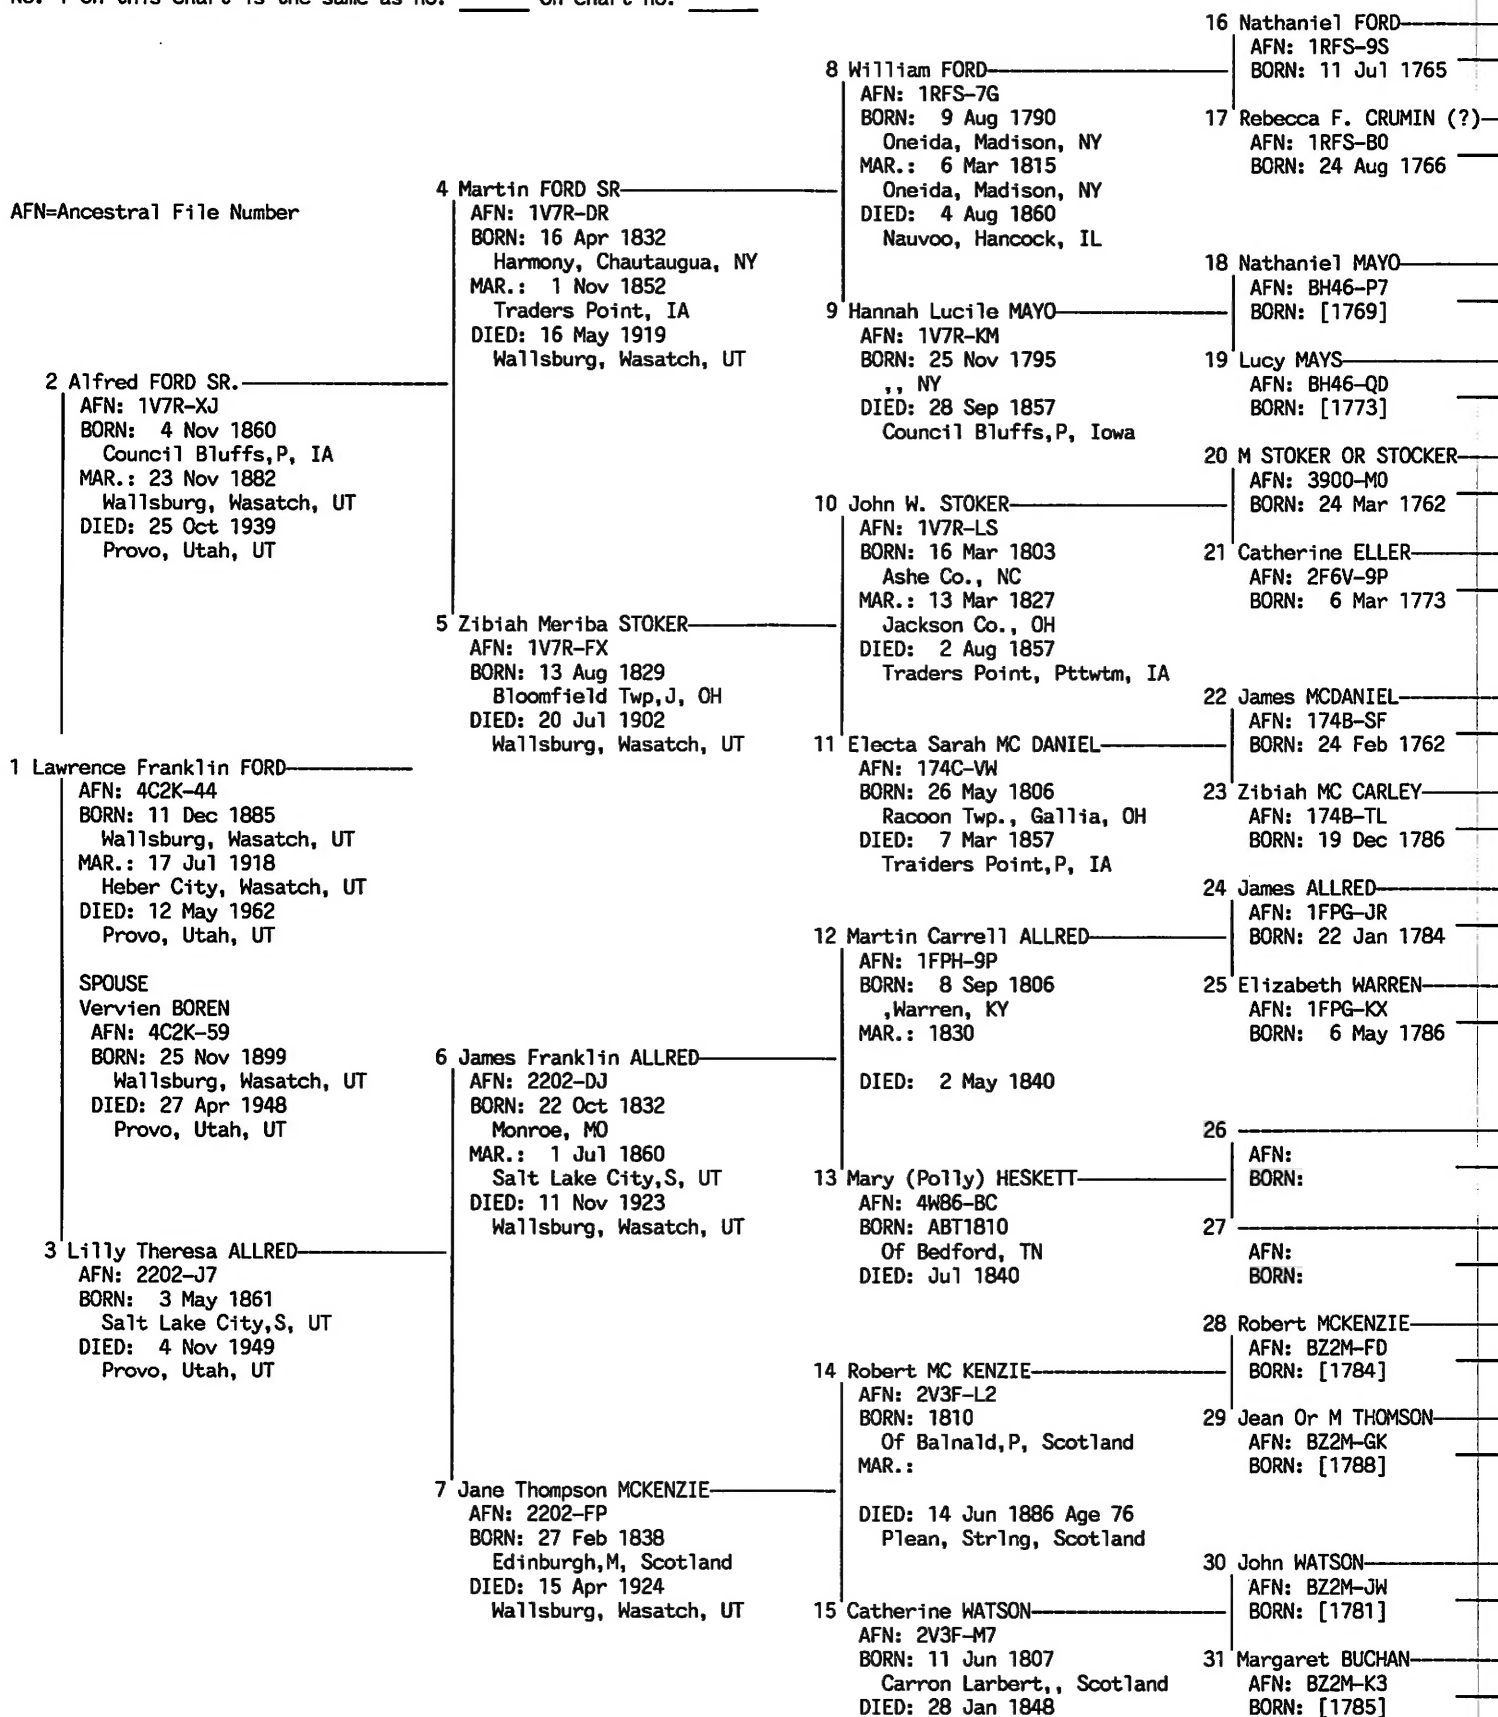 No. 1 on this chart is the same as no. ______ on chart no. ______
AFN=Ancestral File Number
1 Lawrence Franklin FORD
AFN: 4C2K-44
BORN: 11 Dec 1885
Wallsburg, Wasatch, UT
MAR.: 17 Jul 1918
Heber City, Wasatch, UT
DIED: 12 May 1962
Provo, Utah, UT
SPOUSE
Vervien BOREN
AFN: 4C2K-59
BORN: 25 Nov 1899
Wallsburg, Wasatch, UT
DIED: 27 Apr 1948
Provo, Utah, UT
2 Alfred FORD SR.
AFN: 1V7R-XJ
BORN: 4 Nov 1860
Council Bluffs,P, IA
MAR.: 23 Nov 1882
Wallsburg, Wasatch, UT
DIED: 25 Oct 1939
Provo, Utah, UT
3 Lilly Theresa ALLRED
AFN: 2202-J7
BORN: 3 May 1861
Salt Lake City,S, UT
DIED: 4 Nov 1949
Provo, Utah, UT
4 Martin FORD SR
AFN: 1V7R-DR
BORN: 16 Apr 1832
Harmony, Chautaugua, NY
MAR.: 1 Nov 1852
Traders Point, IA
DIED: 16 May 1919
Wallsburg, Wasatch, UT
5 Zibiah Meriba STOKER
AFN: 1V7R-FX
BORN: 13 Aug 1829
Bloomfield Twp,J, OH
DIED: 20 Jul 1902
Wallsburg, Wasatch, UT
6 James Franklin ALLRED
AFN: 2202-DJ
BORN: 22 Oct 1832
Monroe, MO
MAR.: 1 Jul 1860
Salt Lake City,S, UT
DIED: 11 Nov 1923
Wallsburg, Wasatch, UT
7 Jane Thompson MCKENZIE
AFN: 2202-FP
BORN: 27 Feb 1838
Edinburgh,M, Scotland
DIED: 15 Apr 1924
Wallsburg, Wasatch, UT
8 William FORD
AFN: 1RFS-7G
BORN: 9 Aug 1790
Oneida, Madison, NY
MAR.: 6 Mar 1815
Oneida, Madison, NY
DIED: 4 Aug 1860
Nauvoo, Hancock, IL
9 Hannah Lucile MAYO
AFN: 1V7R-KM
BORN: 25 Nov 1795
,, NY
DIED: 28 Sep 1857
Council Bluffs,P, Iowa
10 John W. STOKER
AFN: 1V7R-LS
BORN: 16 Mar 1803
Ashe Co., NC
MAR.: 13 Mar 1827
Jackson Co., OH
DIED: 2 Aug 1857
Traders Point, Pttwtm, IA
11 Electa Sarah MC DANIEL
AFN: 174C-VW
BORN: 26 May 1806
Racoon Twp., Gallia, OH
DIED: 7 Mar 1857
Traiders Point,P, IA
12 Martin Carrell ALLRED
AFN: 1FPH-9P
BORN: 8 Sep 1806
,Warren, KY
MAR.: 1830
DIED: 2 May 1840
13 Mary (Polly) HESKETT
AFN: 4W86-BC
BORN: ABT1810
Of Bedford, TN
DIED: Jul 1840
14 Robert MC KENZIE
AFN: 2V3F-L2
BORN: 1810
Of Balnald,P, Scotland
MAR.:
DIED: 14 Jun 1886 Age 76
Plean, Strlng, Scotland
15 Catherine WATSON
AFN: 2V3F-M7
BORN: 11 Jun 1807
Carron Larbert,, Scotland
DIED: 28 Jan 1848
16 Nathaniel FORD
AFN: 1RFS-9S
BORN: 11 Jul 1765
17 Rebecca F. CRUMIN (?)
AFN: 1RFS-B0
BORN: 24 Aug 1766
18 Nathaniel MAYO
AFN: BH46-P7
BORN: [1769]
19 Lucy MAYS
AFN: BH46-QD
BORN: [1773]
20 M STOKER OR STOCKER
AFN: 3900-M0
BORN: 24 Mar 1762
21 Catherine ELLER
AFN: 2F6V-9P
BORN: 6 Mar 1773
22 James MCDANIEL
AFN: 174B-SF
BORN: 24 Feb 1762
23 Zibiah MC CARLEY
AFN: 174B-TL
BORN: 19 Dec 1786
24 James ALLRED
AFN: 1FPG-JR
BORN: 22 Jan 1784
25 Elizabeth WARREN
AFN: 1FPG-KX
BORN: 6 May 1786
26
AFN:
BORN:
27
AFN:
BORN:
28 Robert MCKENZIE
AFN: BZ2M-FD
BORN: [1784]
29 Jean Or M THOMSON
AFN: BZ2M-GK
BORN: [1788]
30 John WATSON
AFN: BZ2M-JW
BORN: [1781]
31 Margaret BUCHAN
AFN: BZ2M-K3
BORN: [1785]